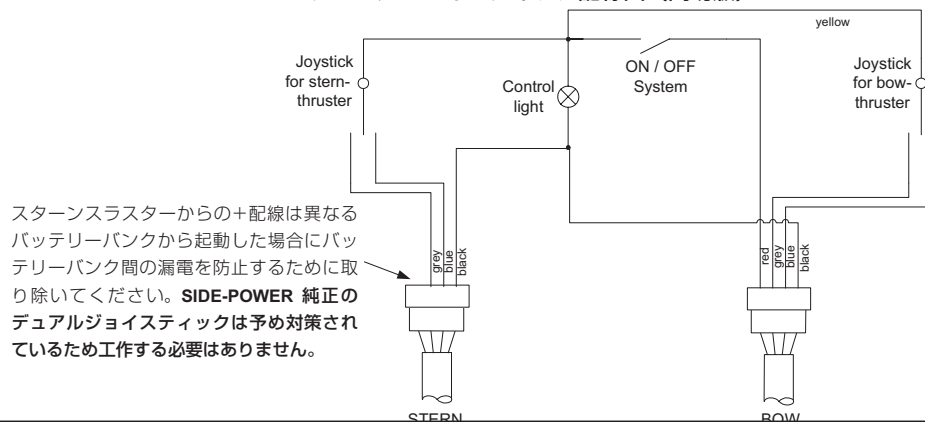 yellow
Joystick
for stern-
thruster
Control
light
ON / OFF
System
Joystick
for bow-
thruster
スターンスラスターからの＋配線は異なる
バッテリーバンクから起動した場合にバッ
テリーバンク間の漏電を防止するために取
り除いてください。SIDE-POWER 純正の
デュアルジョイスティックは予め対策され
ているため工作する必要はありません。
grey
blue
black
red
grey
blue
black
STERN
BOW